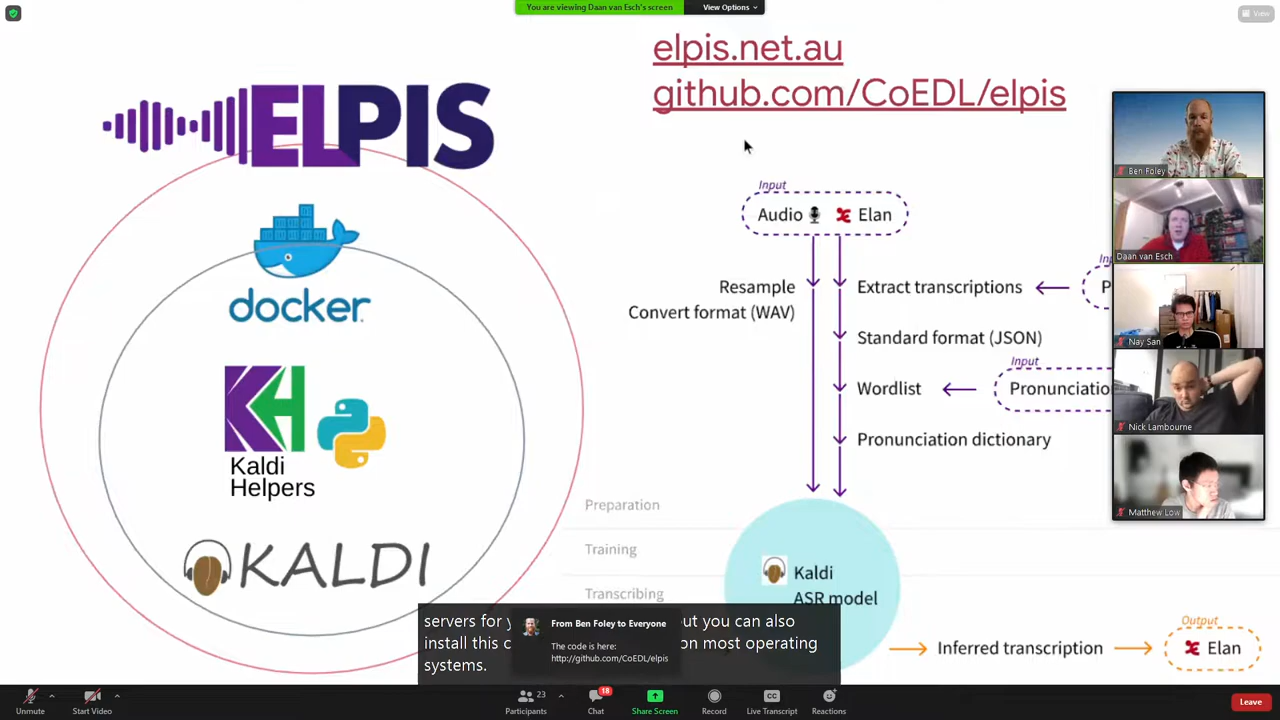 You are viewing Daan van Esch's screen
View Options
View
elpis.net.au
github.com/CoEDL/elpis
ELPIS
docker
KH
Kaldi
Helpers
KALDI
Input
Audio
Elan
Resample
Convert format (WAV)
Extract transcriptions
Standard format (JSON)
Input
Wordlist
Pronunciation dictionary
Preparation
Training
Transcribing
Kaldi
ASR model
Output
Inferred transcription
Elan
Ben Foley
Daan van Esch
Nay San
Nick Lambourne
Matthew Low
servers for
but you can also
install this
on most operating
systems.
From Ben Foley to Everyone
The code is here:
http://github.com/CoEDL/elpis
Unmute
Start Video
23
Participants
18
Chat
Share Screen
Record
CC
Live Transcript
Reactions
Leave